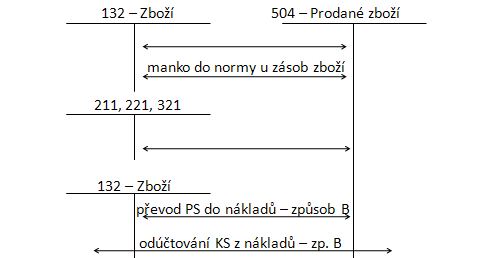 132 – Zboží
504 – Prodané zboží
manko do normy u zásob zboží
211, 221, 321
132 – Zboží
převod PS do nákladů – způsob B
odúčtování KS z nákladů – zp. B